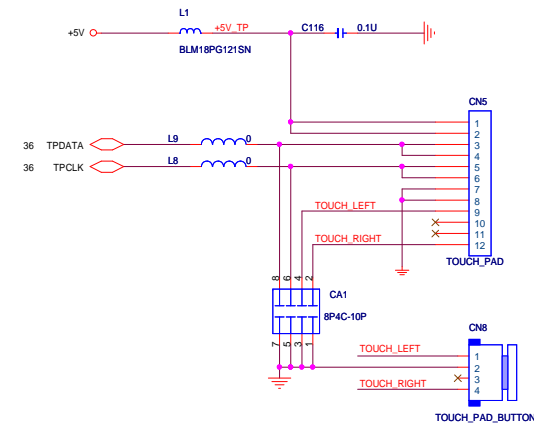 L1
+5V
+5V_TP
C116
0.1U
BLM18PG121SN
CN5
1
2
36 TPDATA
L9
0
3
4
36 TPCLK
L8
0
5
6
7
8
TOUCH_LEFT
9
10
11
TOUCH_RIGHT
12
TOUCH_PAD
8 6 4 2
CA1
8P4C-10P
7 5 3 1
CN8
TOUCH_LEFT
1
2
3
TOUCH_RIGHT
4
TOUCH_PAD_BUTTON